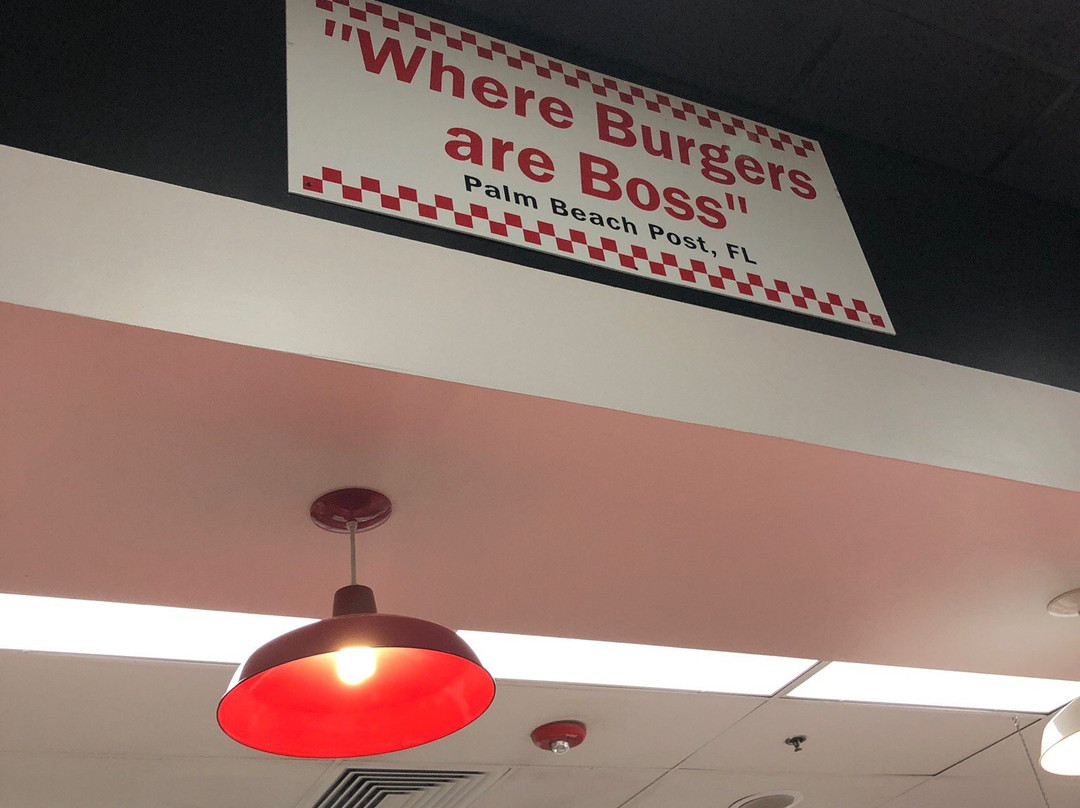 "Where Burgers
are Boss"
Palm Beach Post, FL